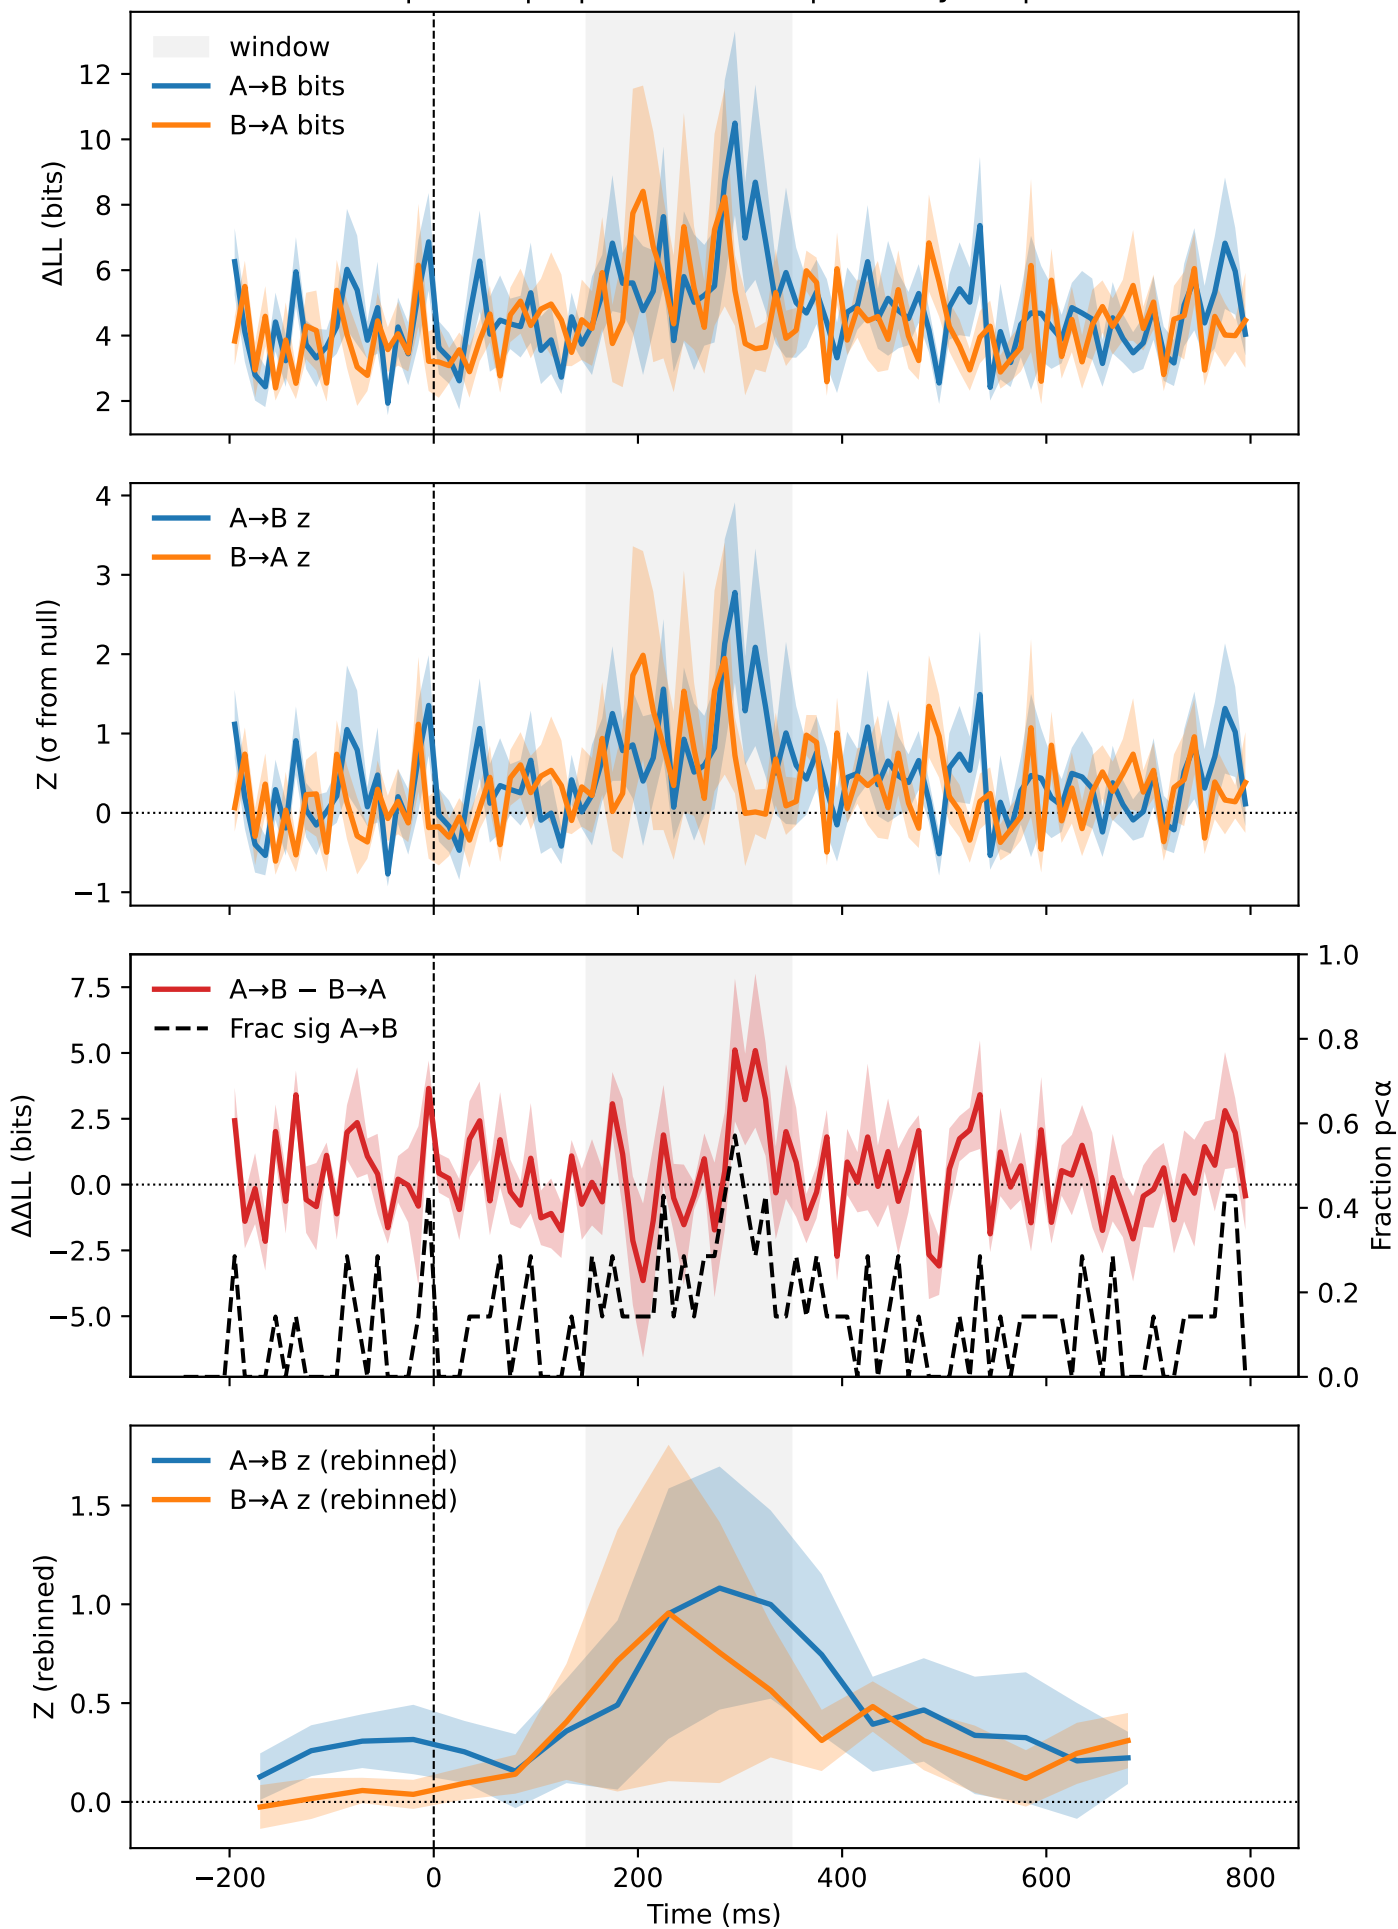 window
A→B bits
B→A bits
ΔLL (bits)
12
10
8
6
4
2
A→B z
B→A z
Z (σ from null)
4
3
2
1
0
−1
A→B − B→A
Frac sig A→B
ΔΔLL (bits)
7.5
5.0
2.5
0.0
−2.5
−5.0
1.0
0.8
0.6
0.4
0.2
0.0
Fraction p<α
A→B z (rebinned)
B→A z (rebinned)
Z (rebinned)
1.5
1.0
0.5
0.0
−200 0 200 400 600 800
Time (ms)